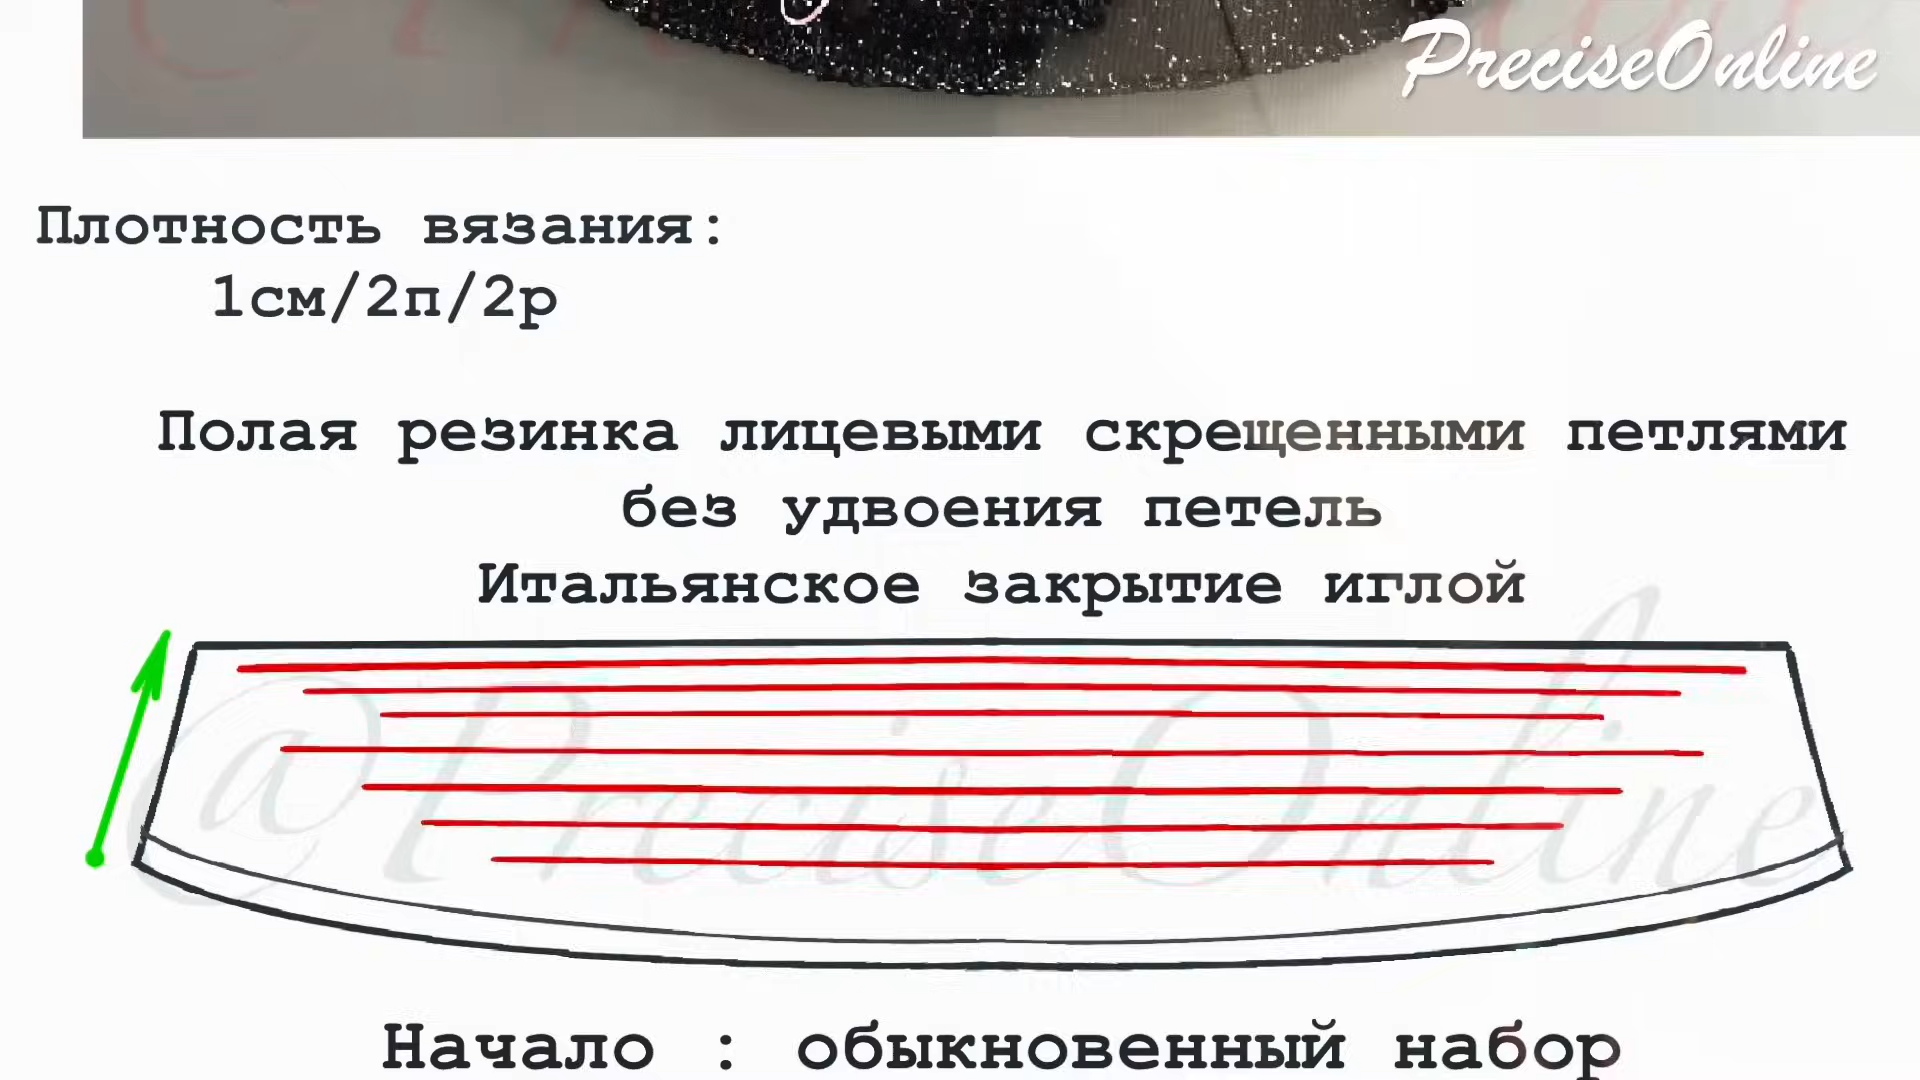 PreciseOnline
Плотность вязания:
1см/2п/2р
Полая резинка лицевыми скрещенными петлями
без удвоения петель
Итальянское закрытие иглой
@PreciseOnline
Начало : обыкновенный набор